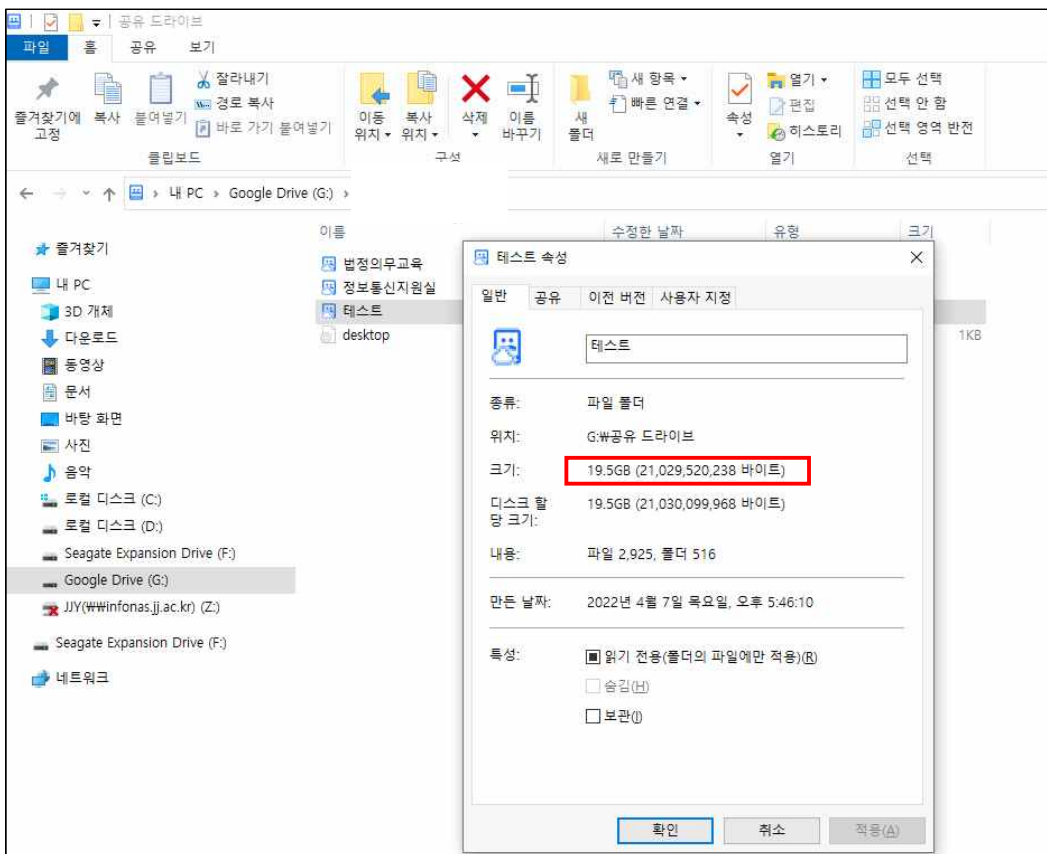 공유 드라이브
파일 홈 공유 보기
즐겨찾기에 고정
복사
붙여넣기
잘라내기
경로 복사
바로 가기 붙여넣기
이동 위치
복사 위치
삭제
이름 바꾸기
새 폴더
새 항목
빠른 연결
속성
열기
편집
히스토리
모두 선택
선택 안 함
선택 영역 반전
클립보드 구성 새로 만들기 열기 선택
내 PC › Google Drive (G:) ›
이름 수정한 날짜 유형 크기
즐겨찾기
내 PC
3D 개체
다운로드
동영상
문서
바탕 화면
사진
음악
로컬 디스크 (C:)
로컬 디스크 (D:)
Seagate Expansion Drive (F:)
Google Drive (G:)
JJY(₩₩infonas.jj.ac.kr) (Z:)
Seagate Expansion Drive (F:)
네트워크
법정의무교육
정보통신지원실
테스트
desktop
1KB
테스트 속성
일반 공유 이전 버전 사용자 지정
테스트
종류: 파일 폴더
위치: G:₩공유 드라이브
크기: 19.5GB (21,029,520,238 바이트)
디스크 할당 크기: 19.5GB (21,030,099,968 바이트)
내용: 파일 2,925, 폴더 516
만든 날짜: 2022년 4월 7일 목요일, 오후 5:46:10
특성: 읽기 전용(폴더의 파일에만 적용)(R)
숨김(H)
보관(I)
확인 취소 적용(A)